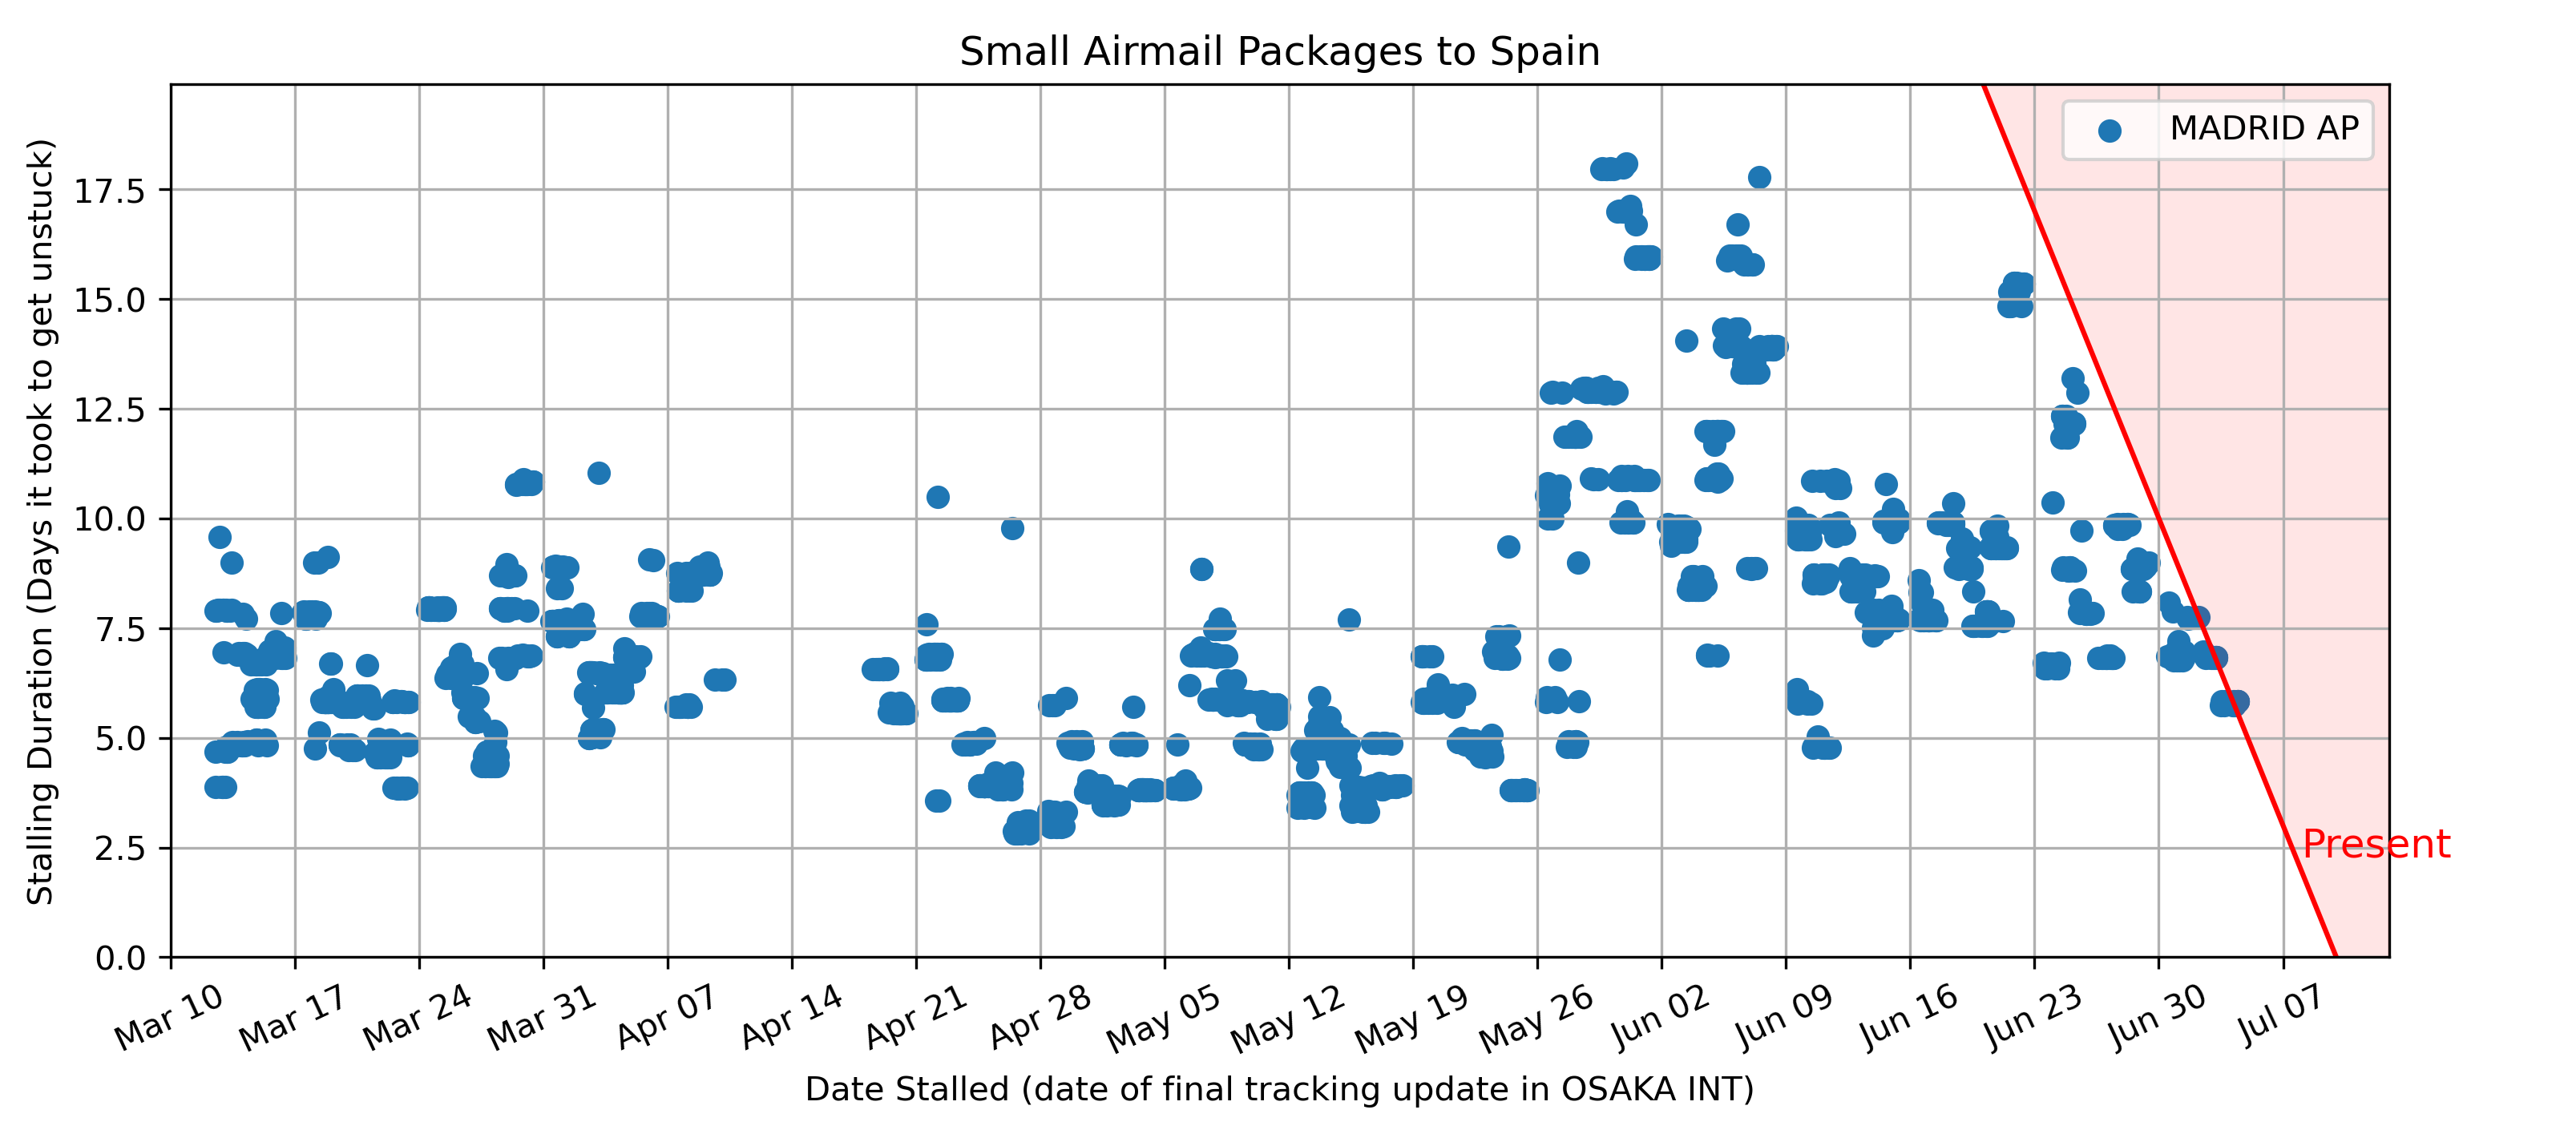 Small Airmail Packages to Spain
MADRID AP
Stalling Duration (Days it took to get unstuck)
17.5
15.0
12.5
10.0
7.5
5.0
2.5
0.0
Present
Mar 10
Mar 17
Mar 24
Mar 31
Apr 07
Apr 14
Apr 21
Apr 28
May 05
May 12
May 19
May 26
Jun 02
Jun 09
Jun 16
Jun 23
Jun 30
Jul 07
Date Stalled (date of final tracking update in OSAKA INT)